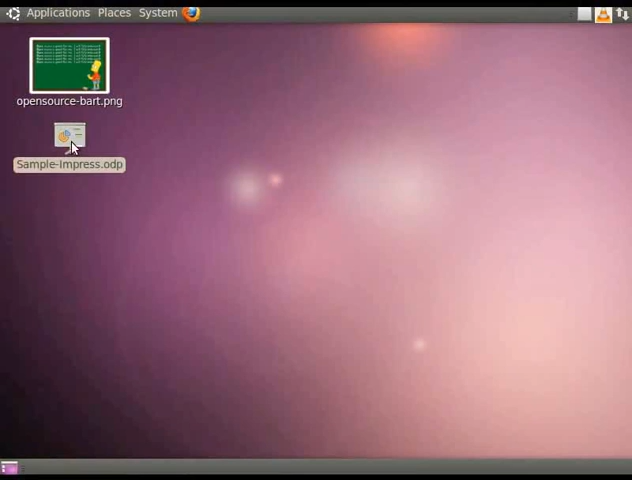 Applications Places System
opensource-bart.png
Sample-Impress.odp